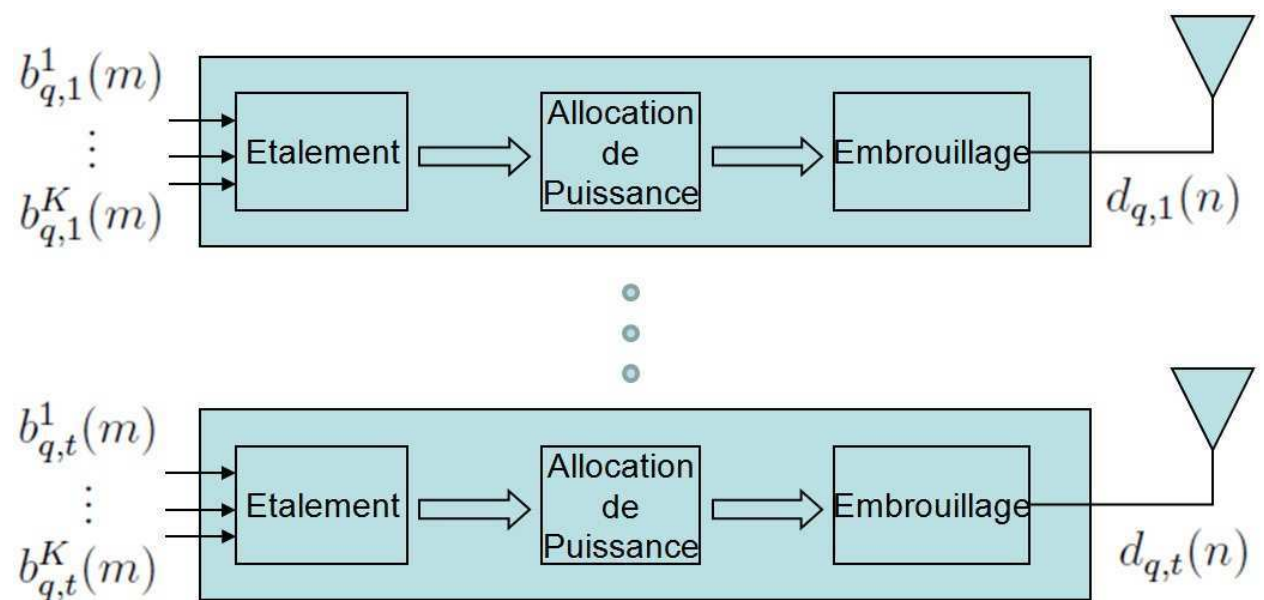 b^1_{q,1}(m)
⋮
b^K_{q,1}(m)
Etalement
Allocation
de
Puissance
Embrouillage
d_{q,1}(n)
b^1_{q,t}(m)
⋮
b^K_{q,t}(m)
Etalement
Allocation
de
Puissance
Embrouillage
d_{q,t}(n)